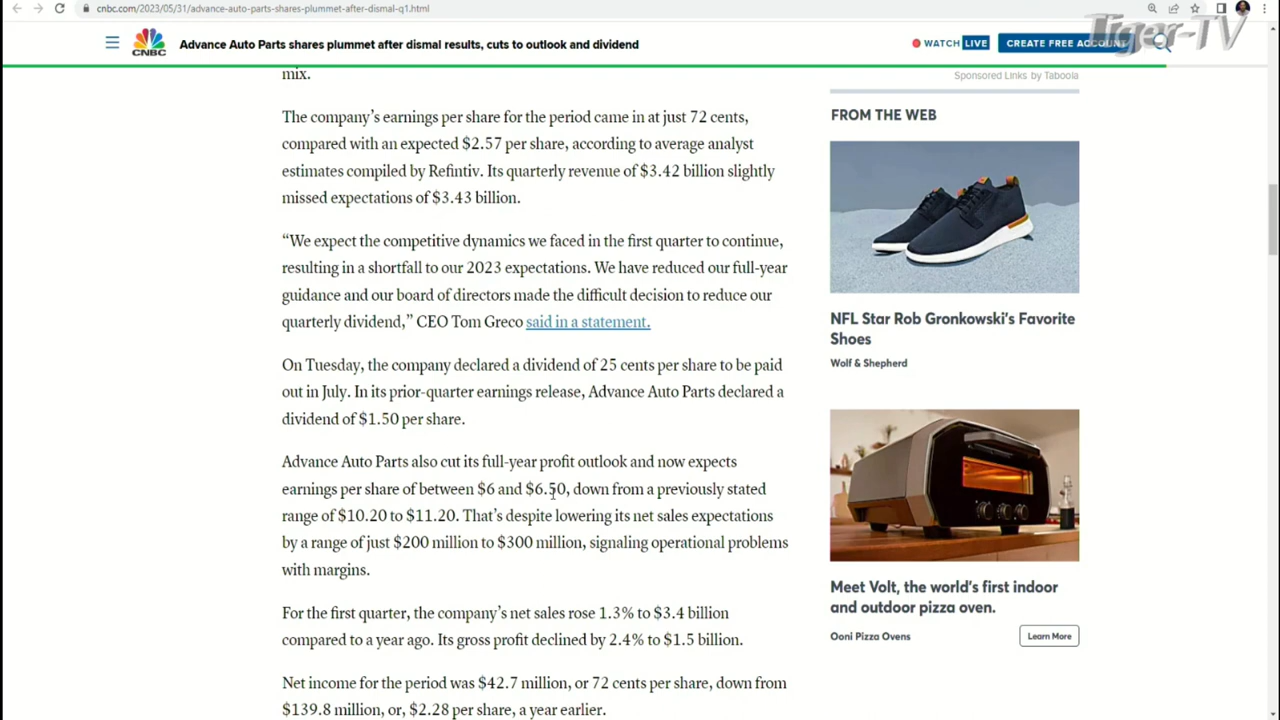 cnbc.com/2023/05/31/advance-auto-parts-shares-plummet-after-dismal-q1.html
Tiger-TV
CNBC
Advance Auto Parts shares plummet after dismal results, cuts to outlook and dividend
WATCH LIVE
CREATE FREE ACCOUNT
mix.
The company’s earnings per share for the period came in at just 72 cents,
compared with an expected $2.57 per share, according to average analyst
estimates compiled by Refintiv. Its quarterly revenue of $3.42 billion slightly
missed expectations of $3.43 billion.
“We expect the competitive dynamics we faced in the first quarter to continue,
resulting in a shortfall to our 2023 expectations. We have reduced our full-year
guidance and our board of directors made the difficult decision to reduce our
quarterly dividend,” CEO Tom Greco said in a statement.
On Tuesday, the company declared a dividend of 25 cents per share to be paid
out in July. In its prior-quarter earnings release, Advance Auto Parts declared a
dividend of $1.50 per share.
Advance Auto Parts also cut its full-year profit outlook and now expects
earnings per share of between $6 and $6.50, down from a previously stated
range of $10.20 to $11.20. That’s despite lowering its net sales expectations
by a range of just $200 million to $300 million, signaling operational problems
with margins.
For the first quarter, the company’s net sales rose 1.3% to $3.4 billion
compared to a year ago. Its gross profit declined by 2.4% to $1.5 billion.
Net income for the period was $42.7 million, or 72 cents per share, down from
$139.8 million, or, $2.28 per share, a year earlier.
Sponsored Links by Taboola
FROM THE WEB
NFL Star Rob Gronkowski’s Favorite
Shoes
Wolf & Shepherd
Meet Volt, the world’s first indoor
and outdoor pizza oven.
Ooni Pizza Ovens
Learn More